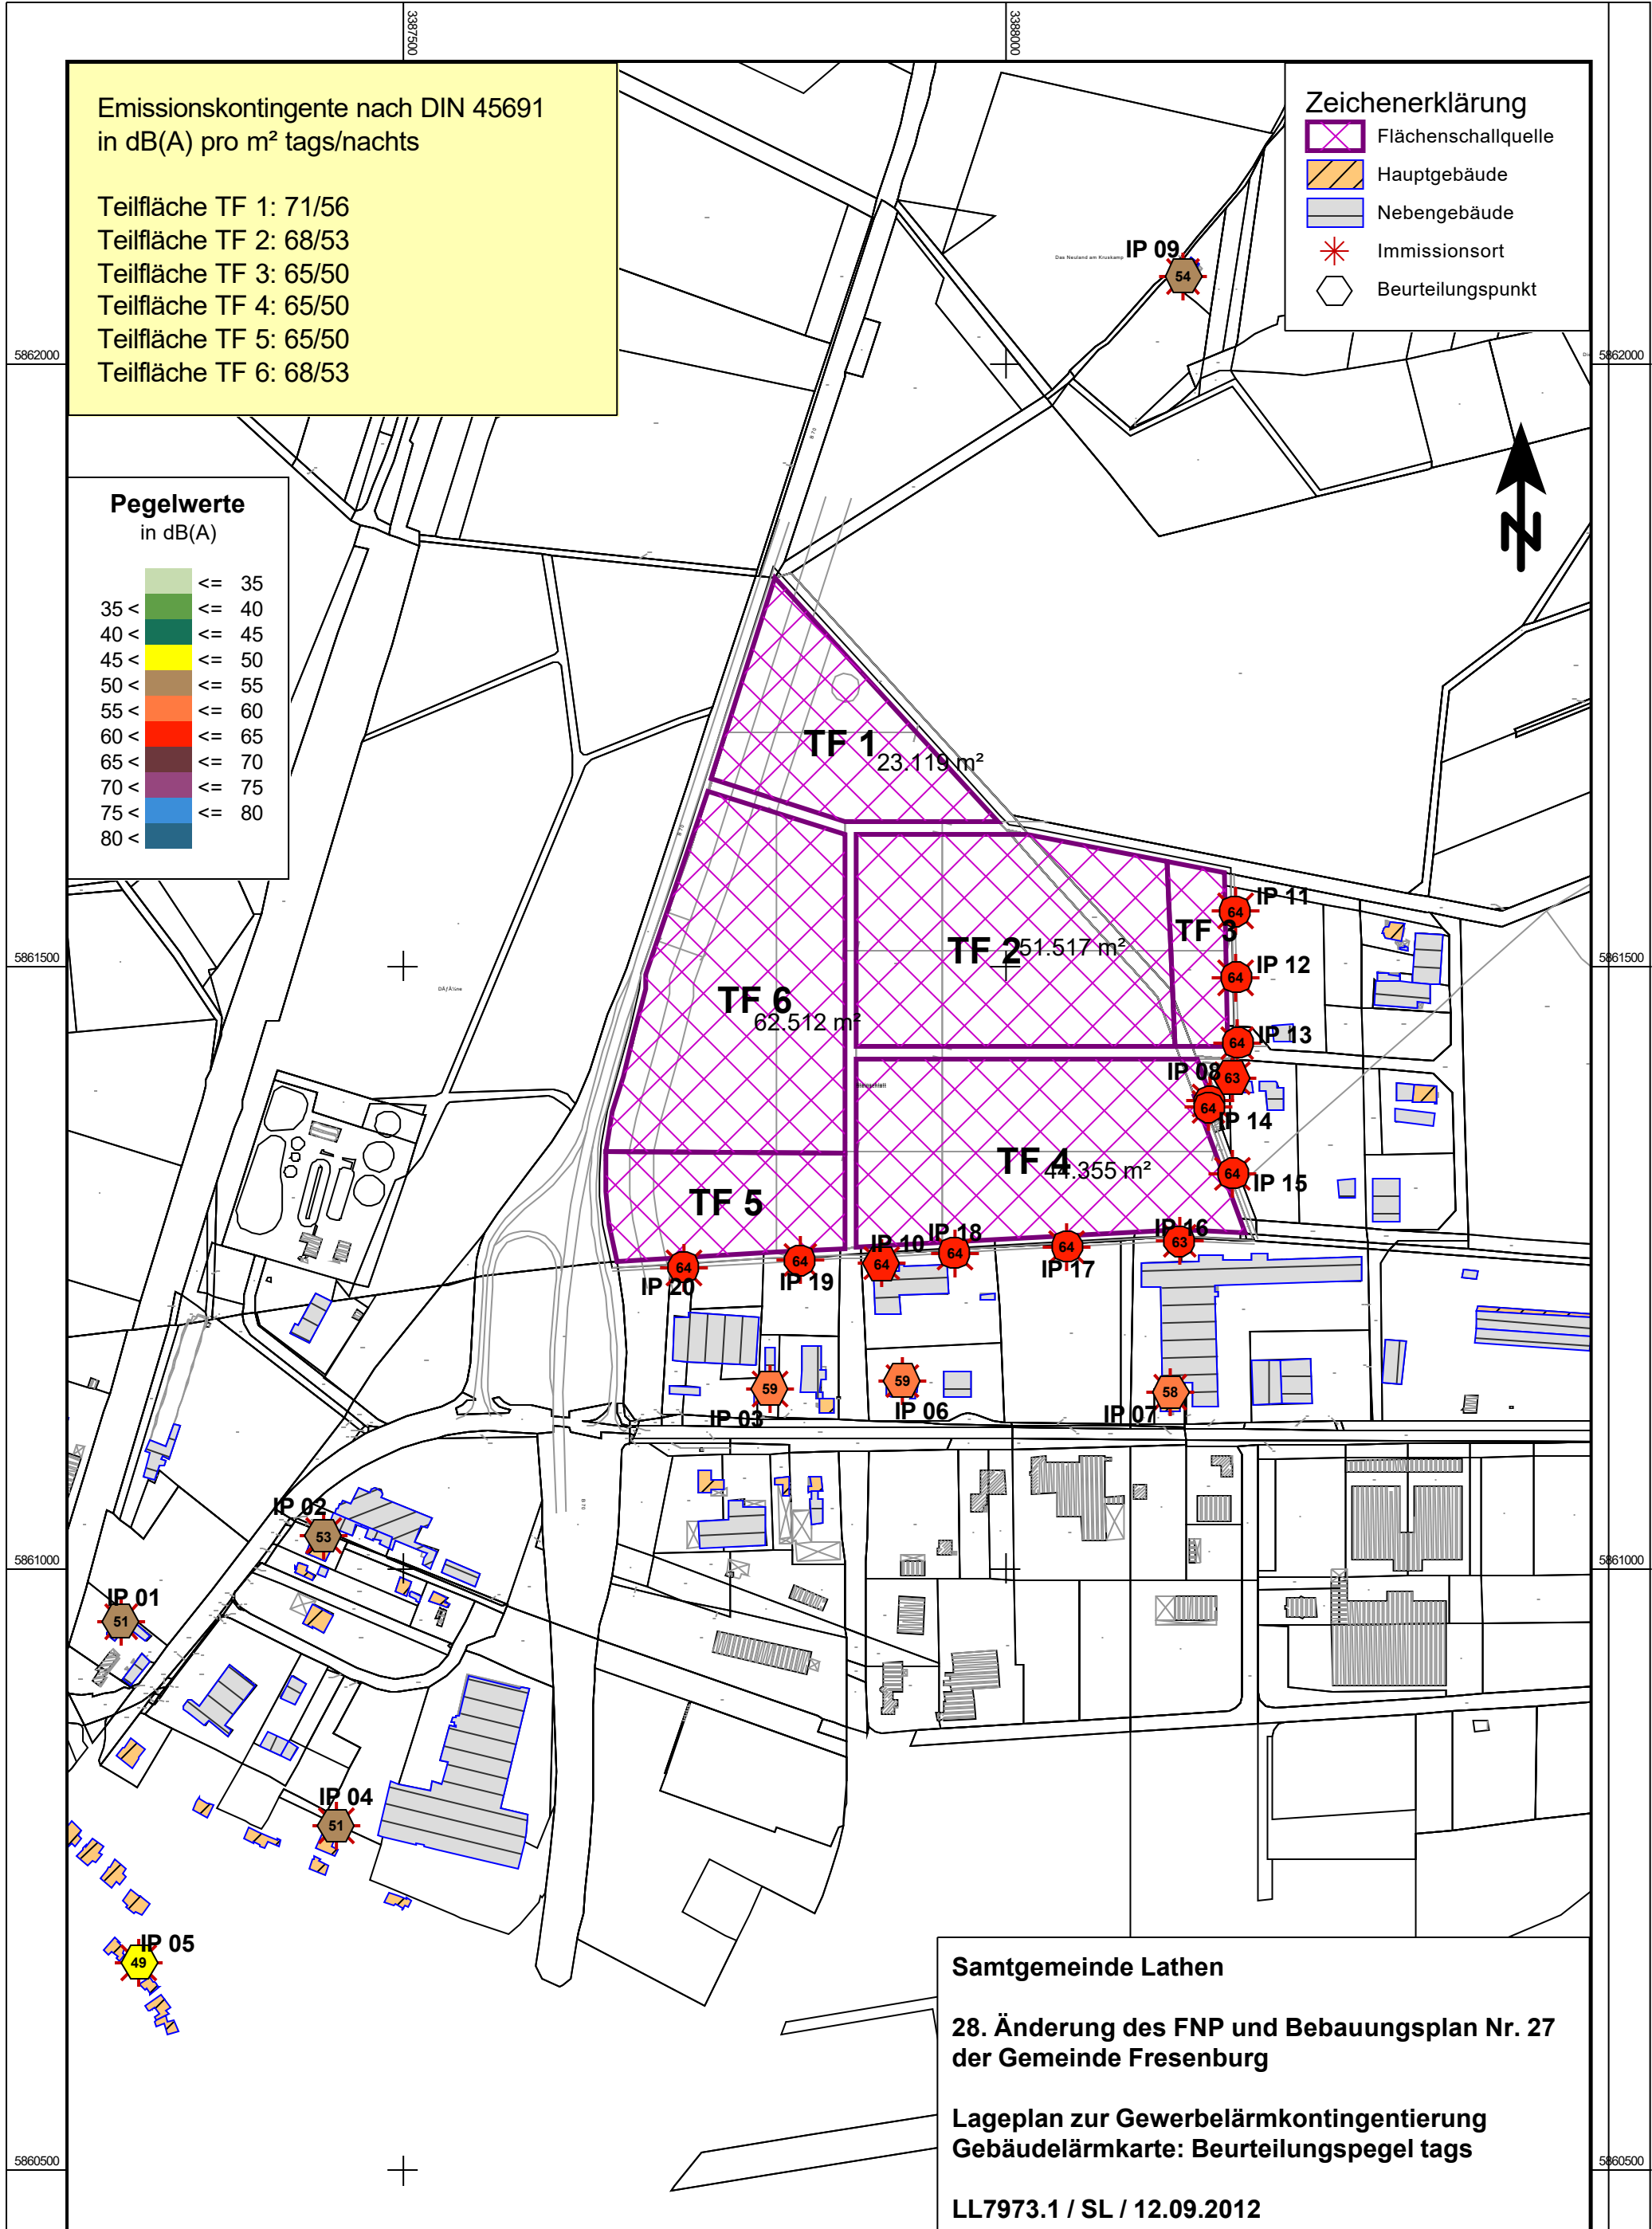 3387500
3388000
Emissionskontingente nach DIN 45691
in dB(A) pro m² tags/nachts
Teilfläche TF 1: 71/56
Teilfläche TF 2: 68/53
Teilfläche TF 3: 65/50
Teilfläche TF 4: 65/50
Teilfläche TF 5: 65/50
Teilfläche TF 6: 68/53
Zeichenerklärung
Flächenschallquelle
Hauptgebäude
Nebengebäude
Immissionsort
Beurteilungspunkt
Das Neuland am Kruskamp
IP 09
54
5862000
5862000
B 70
N
Pegelwerte
in dB(A)
<= 35
35 < <= 40
40 < <= 45
45 < <= 50
50 < <= 55
55 < <= 60
60 < <= 65
65 < <= 70
70 < <= 75
75 < <= 80
80 <
TF 1
23.119 m²
B 70
IP 11
64
TF 3
TF 2
51.517 m²
5861500
5861500
IP 12
64
TF 6
62.512 m²
IP 13
64
IP 08
63
64
IP 14
TF 4
44.355 m²
64
IP 15
TF 5
IP 16
63
IP 18
64
IP 10
64
64
IP 17
64
IP 19
64
IP 20
59
IP 03
59
IP 06
58
IP 07
B 70
IP 02
53
5861000
5861000
IP 01
51
IP 04
51
IP 05
49
Samtgemeinde Lathen
28. Änderung des FNP und Bebauungsplan Nr. 27
der Gemeinde Fresenburg
Lageplan zur Gewerbelärmkontingentierung
Gebäudelärmkarte: Beurteilungspegel tags
LL7973.1 / SL / 12.09.2012
5860500
5860500